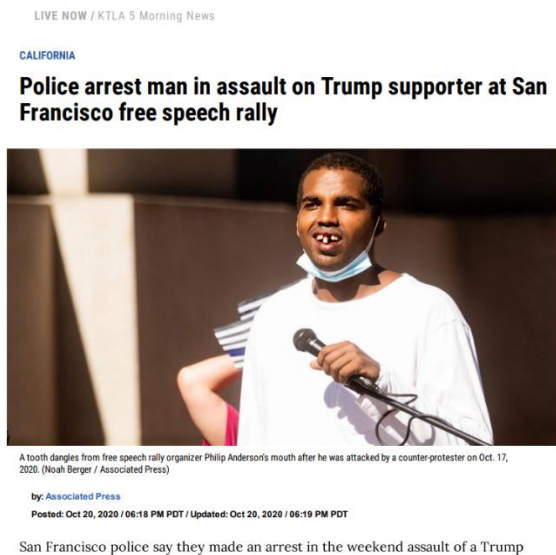 LIVE NOW / KTLA 5 Morning News
CALIFORNIA
Police arrest man in assault on Trump supporter at San
Francisco free speech rally
A tooth dangles from free speech rally organizer Philip Anderson's mouth after he was attacked by a counter-protester on Oct. 17,
2020. (Noah Berger / Associated Press)
by: Associated Press
Posted: Oct 20, 2020 / 06:18 PM PDT / Updated: Oct 20, 2020 / 06:19 PM PDT
San Francisco police say they made an arrest in the weekend assault of a Trump